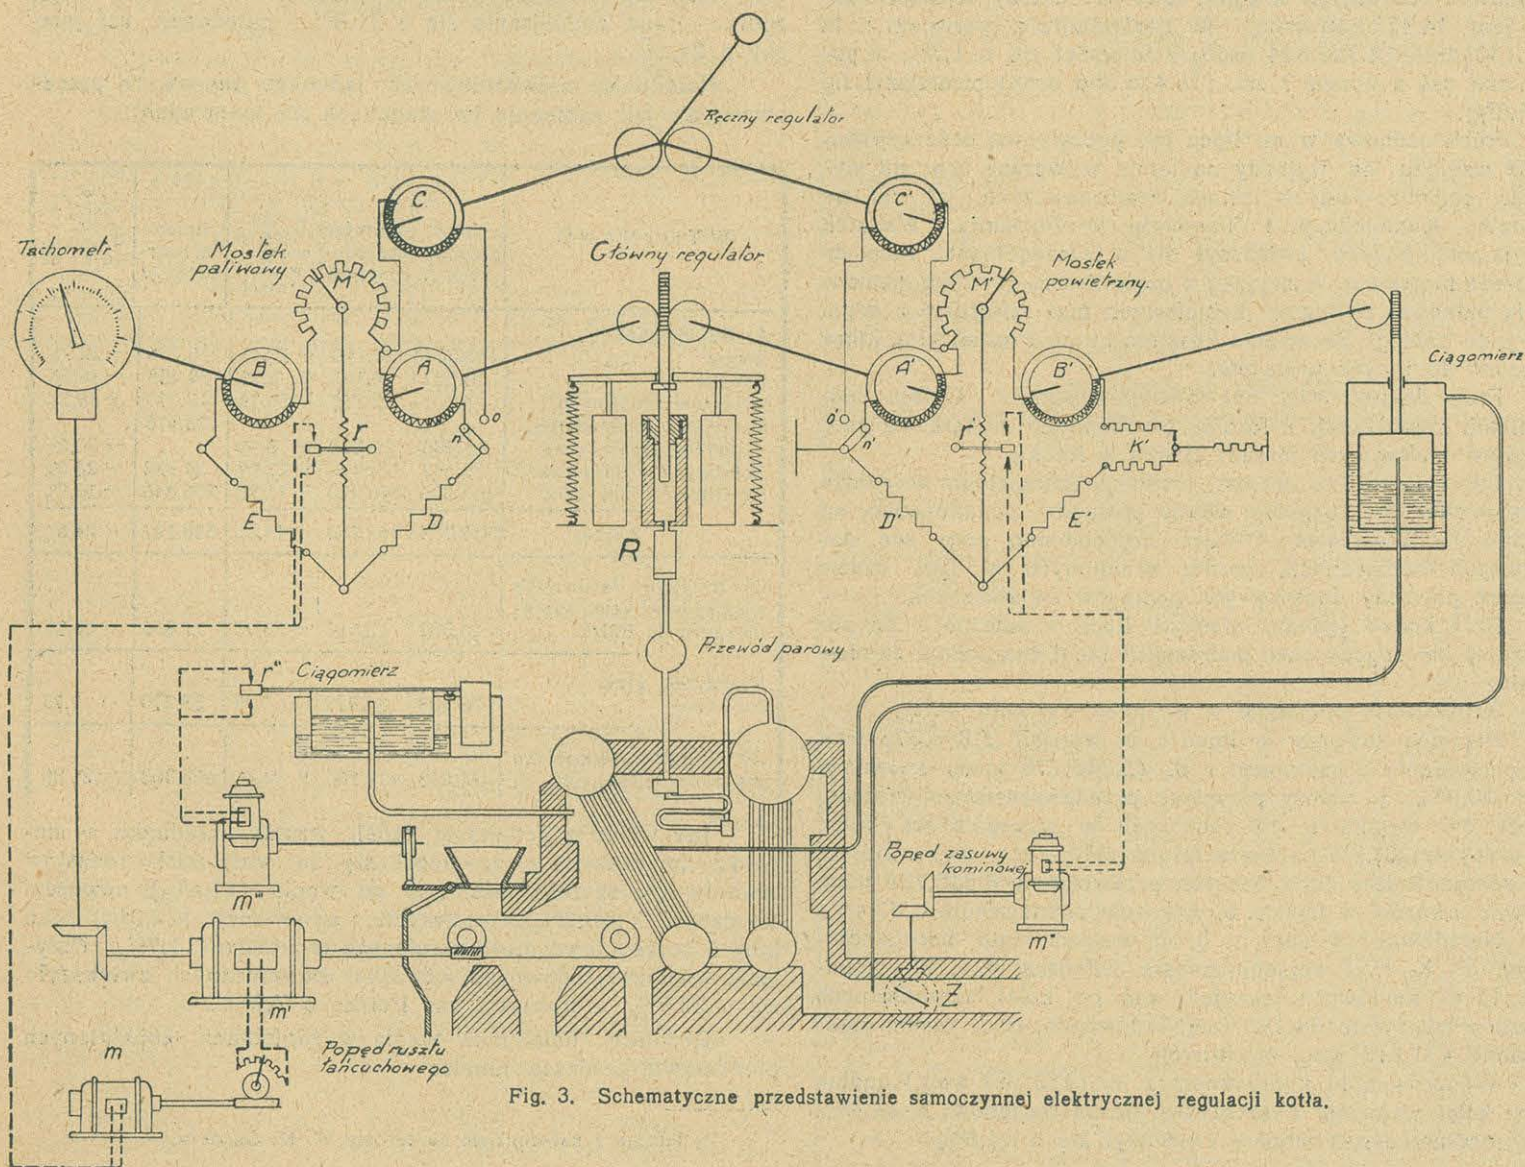 Ręczny regulator
C
C'
Tachometr
Mostek
paliwowy
Główny regulator
Mostek
powietrzny.
M
M'
B
A
A'
B'
Ciągomierz
r
n
o
o'
n'
r'
K'
E
D
D'
E'
R
Przewód parowy
r"
Ciągomierz
Popęd zasuwy
kominowej
m"'
m"
m'
Z
m
Popęd rusztu
łańcuchowego
Fig. 3. Schematyczne przedstawienie samoczynnej elektrycznej regulacji kotła.